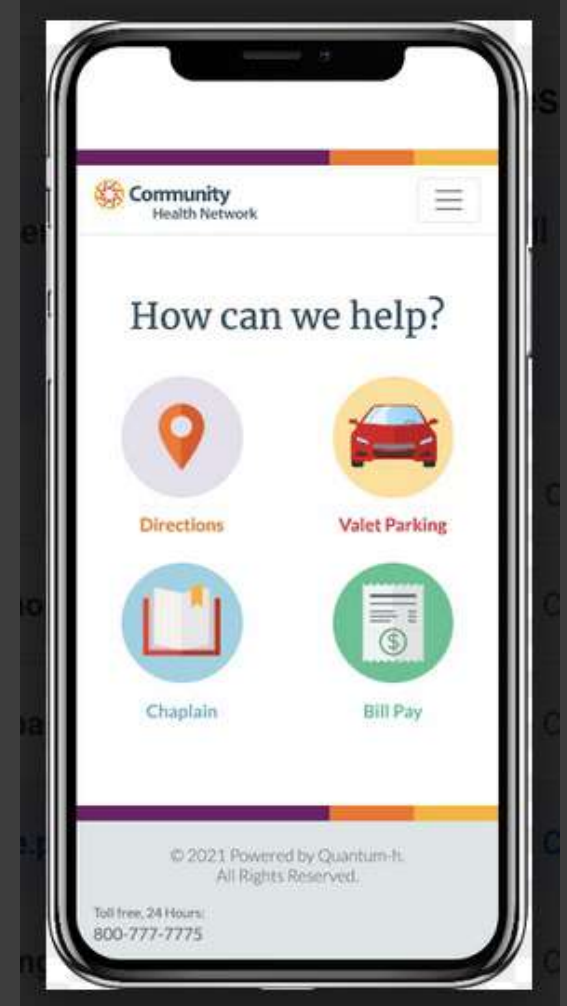 Community
Health Network
How can we help?
Directions
Valet Parking
Chaplain
Bill Pay
© 2021 Powered by Quantum-h.
All Rights Reserved.
Toll free, 24 Hours:
800-777-7775